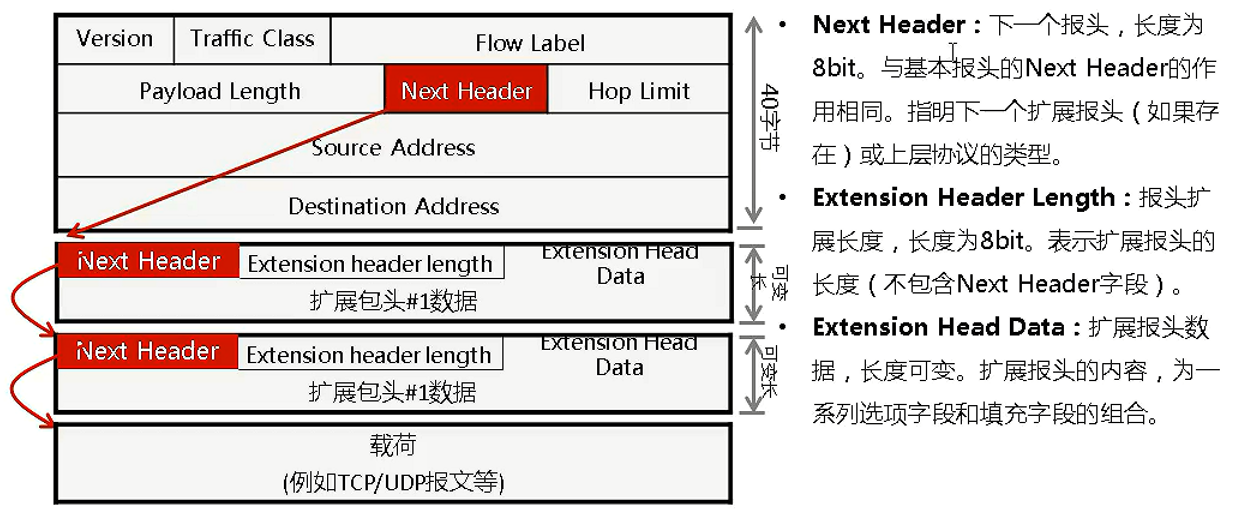 Version Traffic Class Flow Label
Payload Length Next Header Hop Limit
Source Address
Destination Address
40字节
Next Header Extension header length Extension Head
Data
扩展包头#1数据
可变长
Next Header Extension header length Extension Head
Data
扩展包头#1数据
可变长
载荷
(例如TCP/UDP报文等)
• Next Header：下一个报头，长度为
8bit。与基本报头的Next Header的作
用相同。指明下一个扩展报头（如果存
在）或上层协议的类型。
• Extension Header Length：报头扩
展长度，长度为8bit。表示扩展报头的
长度（不包含Next Header字段）。
• Extension Head Data：扩展报头数
据，长度可变。扩展报头的内容，为一
系列选项字段和填充字段的组合。